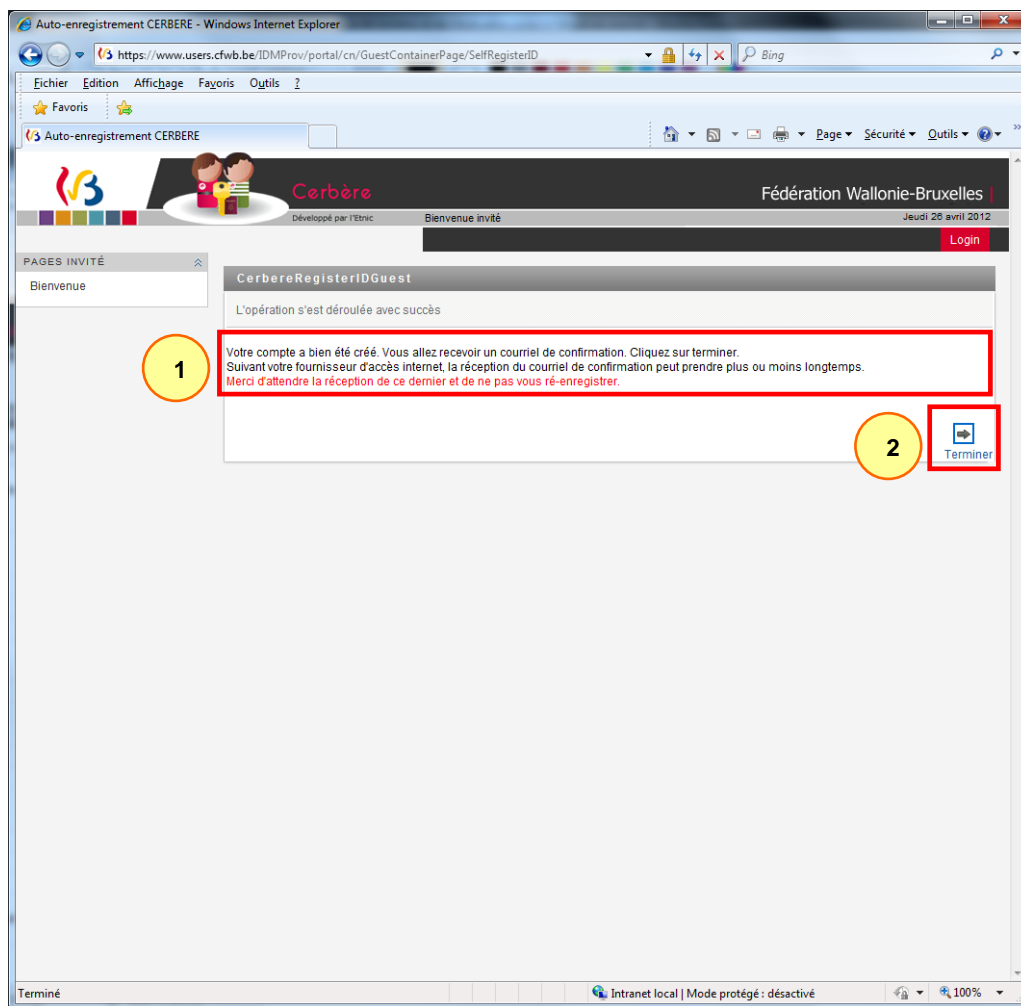 Auto-enregistrement CERBERE - Windows Internet Explorer
https://www.users.cfwb.be/IDMProv/portal/cn/GuestContainerPage/SelfRegisterID
Bing
Fichier Edition Affichage Favoris Outils ?
Favoris
Auto-enregistrement CERBERE
Page Sécurité Outils
Cerbère
Fédération Wallonie-Bruxelles
Développé par l'Etnic
Bienvenue invité
Jeudi 26 avril 2012
Login
PAGES INVITÉ
Bienvenue
CerbereRegisterIDGuest
L'opération s'est déroulée avec succès
1
Votre compte a bien été créé. Vous allez recevoir un courriel de confirmation. Cliquez sur terminer.
Suivant votre fournisseur d'accès internet, la réception du courriel de confirmation peut prendre plus ou moins longtemps.
Merci d'attendre la réception de ce dernier et de ne pas vous ré-enregistrer.
2
Terminer
Terminé
Intranet local | Mode protégé : désactivé
100%